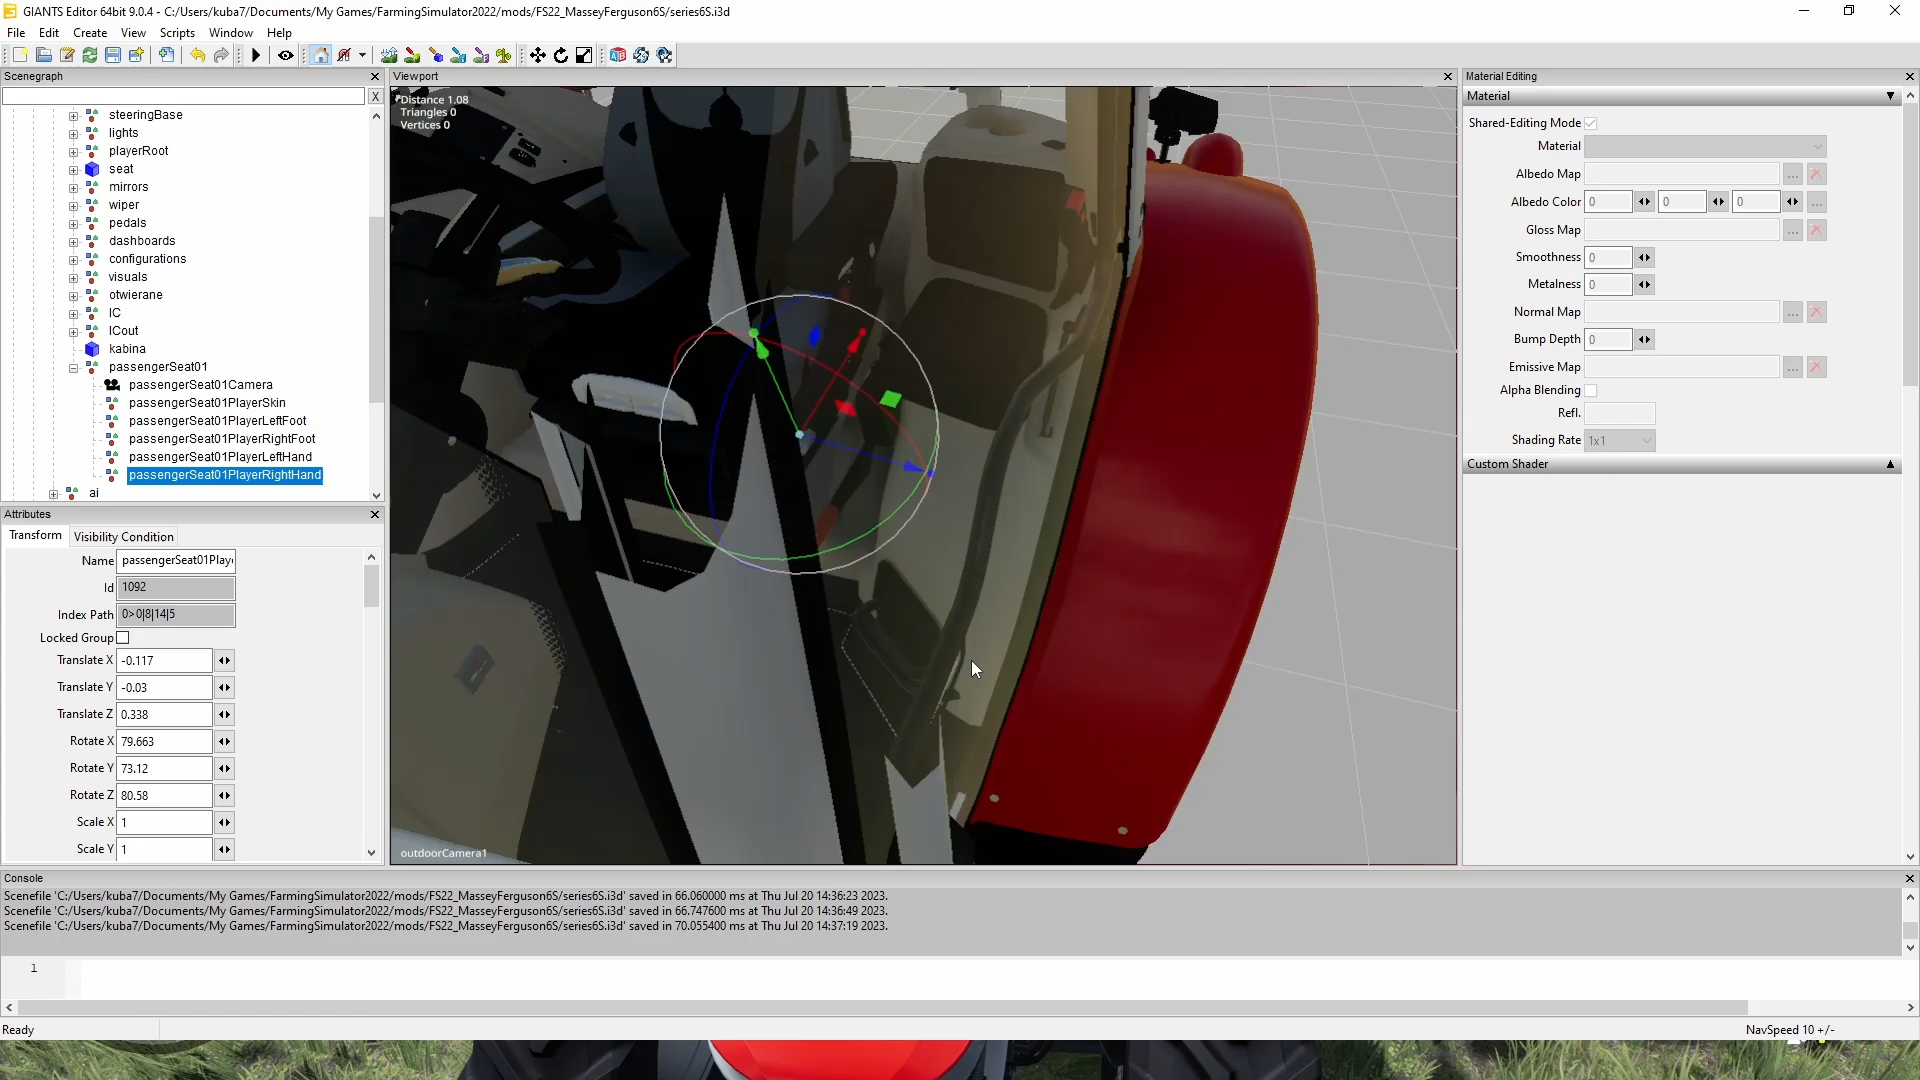 GIANTS Editor 64bit 9.0.4 - C:/Users/kuba7/Documents/My Games/FarmingSimulator2022/mods/FS22_MasseyFerguson6S/series6S.i3d
File Edit Create View Scripts Window Help
Scenegraph
X
steeringBase
lights
playerRoot
seat
mirrors
wiper
pedals
dashboards
configurations
visuals
otwierane
IC
ICout
kabina
passengerSeat01
passengerSeat01Camera
passengerSeat01PlayerSkin
passengerSeat01PlayerLeftFoot
passengerSeat01PlayerRightFoot
passengerSeat01PlayerLeftHand
passengerSeat01PlayerRightHand
ai
Attributes
Transform Visibility Condition
Name passengerSeat01Play
Id 1092
Index Path 0>0|8|14|5
Locked Group
Translate X -0.117
Translate Y -0.03
Translate Z 0.338
Rotate X 79.663
Rotate Y 73.12
Rotate Z 80.58
Scale X 1
Scale Y 1
Viewport
Distance 1.08
Triangles 0
Vertices 0
outdoorCamera1
Material Editing
Material
Shared-Editing Mode
Material
Albedo Map ...
Albedo Color 0 0 0 ...
Gloss Map ...
Smoothness 0
Metalness 0
Normal Map ...
Bump Depth 0
Emissive Map ...
Alpha Blending
Refl.
Shading Rate 1x1
Custom Shader
Console
Scenefile 'C:/Users/kuba7/Documents/My Games/FarmingSimulator2022/mods/FS22_MasseyFerguson6S/series6S.i3d' saved in 66.060000 ms at Thu Jul 20 14:36:23 2023.
Scenefile 'C:/Users/kuba7/Documents/My Games/FarmingSimulator2022/mods/FS22_MasseyFerguson6S/series6S.i3d' saved in 66.747600 ms at Thu Jul 20 14:36:49 2023.
Scenefile 'C:/Users/kuba7/Documents/My Games/FarmingSimulator2022/mods/FS22_MasseyFerguson6S/series6S.i3d' saved in 70.055400 ms at Thu Jul 20 14:37:19 2023.
1
Ready
NavSpeed 10 +/-